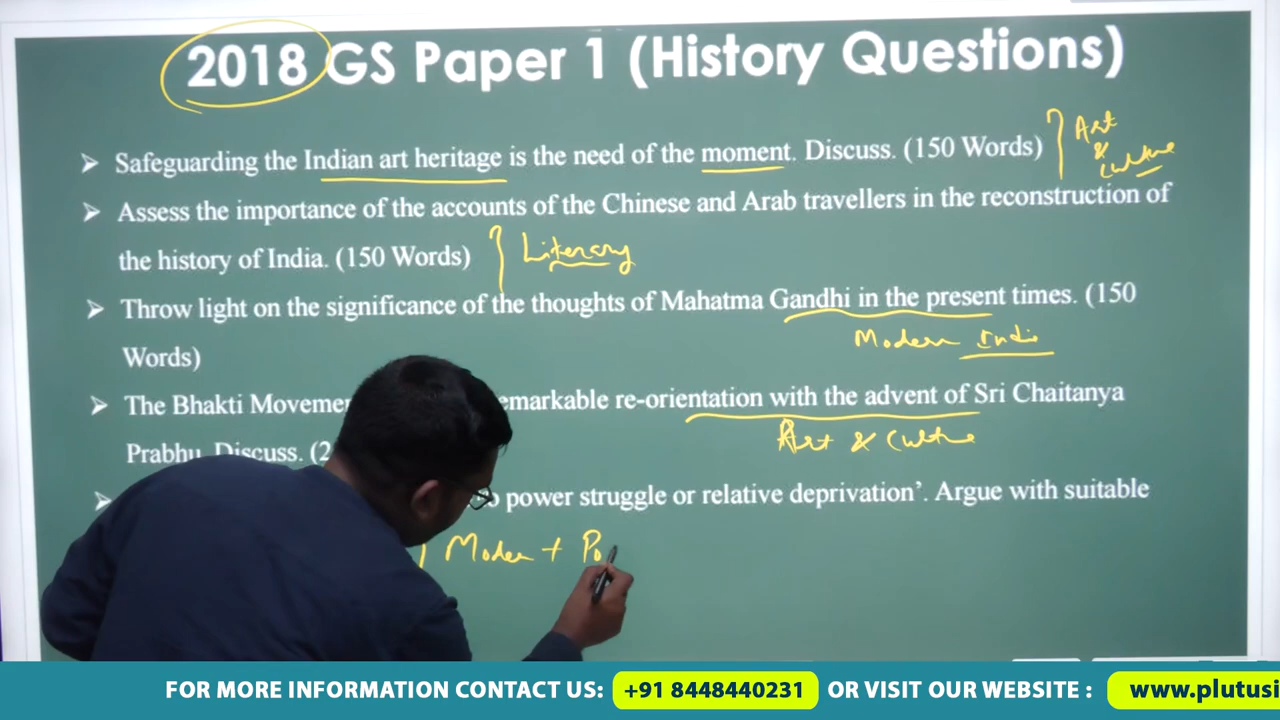 2018 GS Paper 1 (History Questions)
➤ Safeguarding the Indian art heritage is the need of the moment. Discuss. (150 Words)
Art
&
Culture
➤ Assess the importance of the accounts of the Chinese and Arab travellers in the reconstruction of
the history of India. (150 Words)
Literary
➤ Throw light on the significance of the thoughts of Mahatma Gandhi in the present times. (150
Words)
Modern India
➤ The Bhakti emarkable re-orientation with the advent of Sri Chaitanya
Prabhu. Discuss. (2
Art & Culture
➤ power struggle or relative deprivation’. Argue with suitable
Modern + Po
FOR MORE INFORMATION CONTACT US: +91 8448440231 OR VISIT OUR WEBSITE : www.plutusi